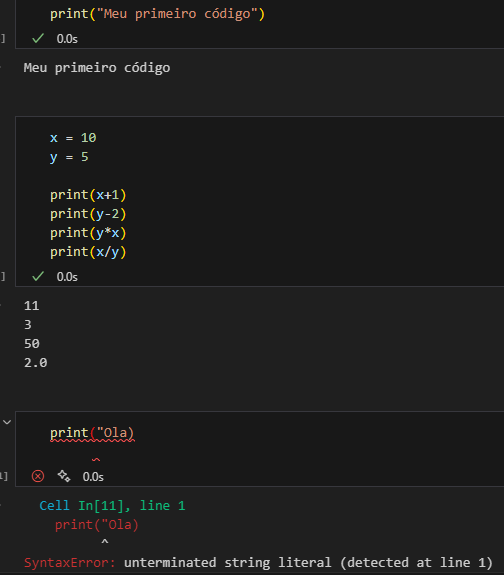 print("Meu primeiro código")
0.0s
Meu primeiro código
x = 10
y = 5
print(x+1)
print(y-2)
print(y*x)
print(x/y)
0.0s
11
3
50
2.0
print("Ola)
0.0s
Cell In[11], line 1
print("Ola)
^
SyntaxError: unterminated string literal (detected at line 1)